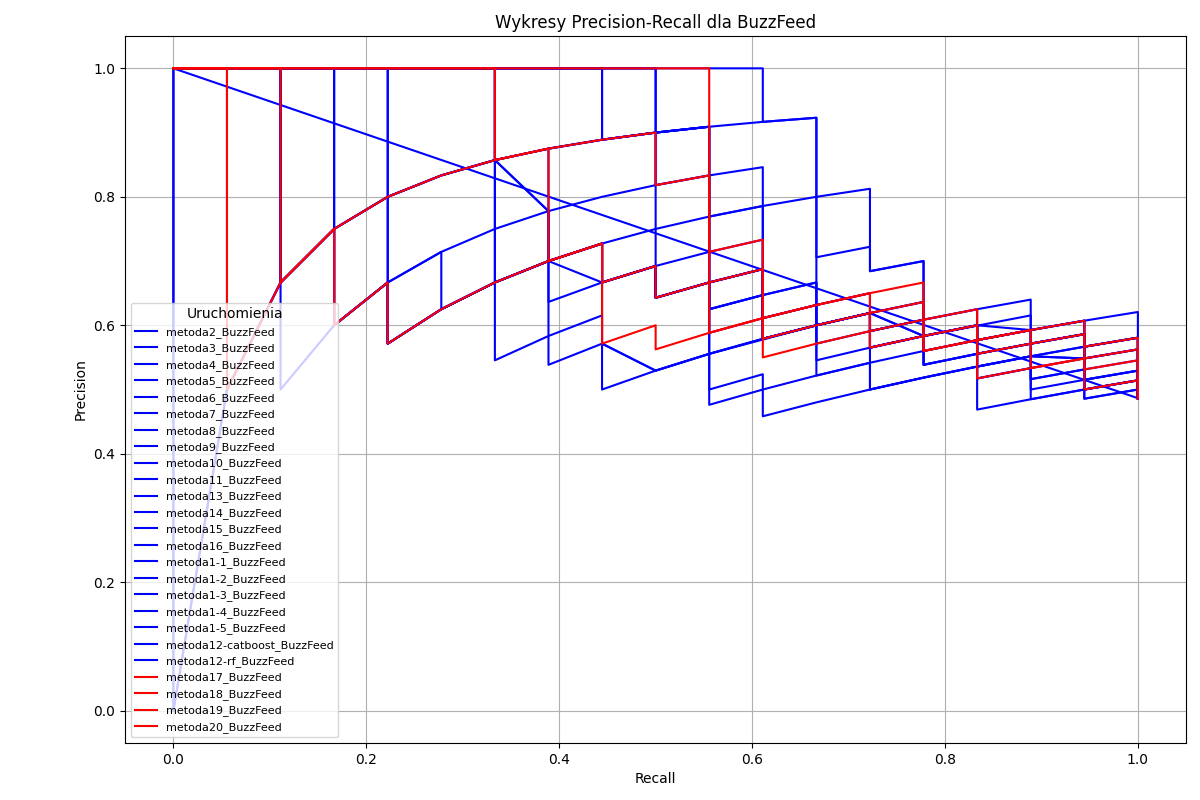 Wykresy Precision-Recall dla BuzzFeed
Precision
1.0
0.8
0.6
0.4
0.2
0.0
Uruchomienia
metoda2_BuzzFeed
metoda3_BuzzFeed
metoda4_BuzzFeed
metoda5_BuzzFeed
metoda6_BuzzFeed
metoda7_BuzzFeed
metoda8_BuzzFeed
metoda9_BuzzFeed
metoda10_BuzzFeed
metoda11_BuzzFeed
metoda13_BuzzFeed
metoda14_BuzzFeed
metoda15_BuzzFeed
metoda16_BuzzFeed
metoda1-1_BuzzFeed
metoda1-2_BuzzFeed
metoda1-3_BuzzFeed
metoda1-4_BuzzFeed
metoda1-5_BuzzFeed
metoda12-catboost_BuzzFeed
metoda12-rf_BuzzFeed
metoda17_BuzzFeed
metoda18_BuzzFeed
metoda19_BuzzFeed
metoda20_BuzzFeed
0.0 0.2 0.4 0.6 0.8 1.0
Recall